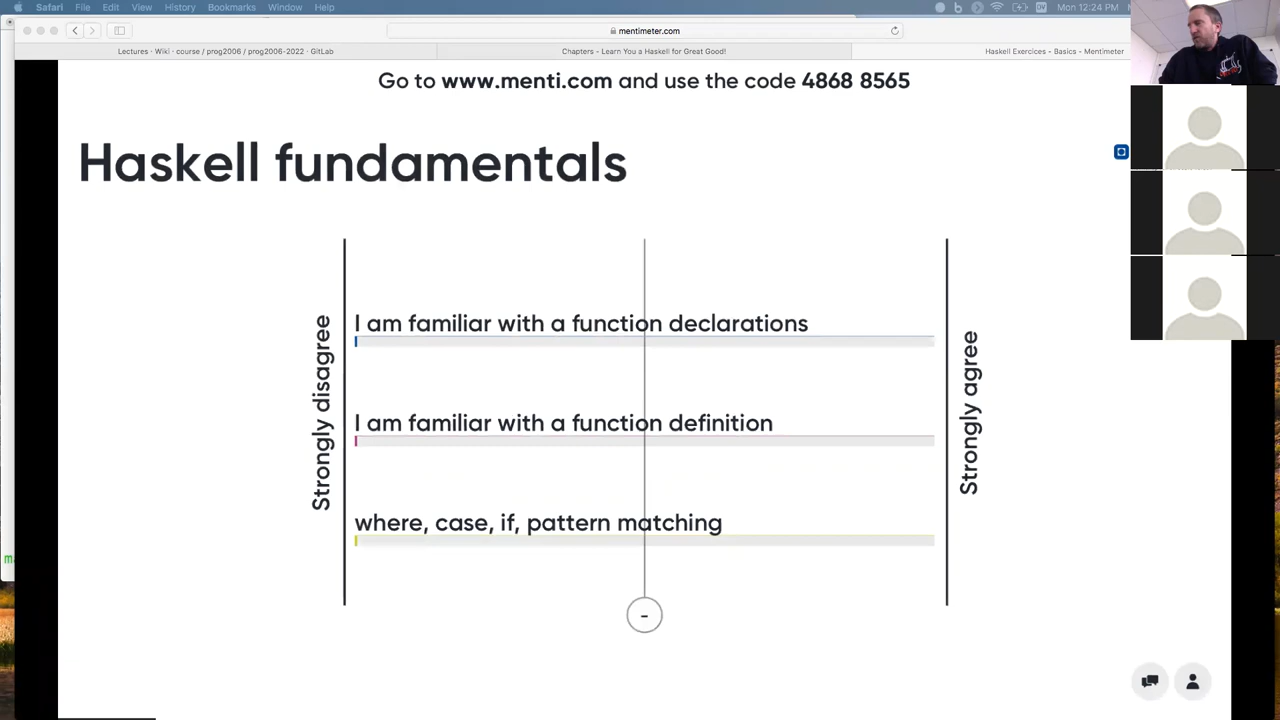 Safari File Edit View History Bookmarks Window Help
Mon 12:24 PM
mentimeter.com
Lectures · Wiki · course / prog2006 / prog2006-2022 · GitLab
Chapters - Learn You a Haskell for Great Good!
Haskell Exercices - Basics - Mentimeter
Go to www.menti.com and use the code 4868 8565
Haskell fundamentals
Strongly disagree
I am familiar with a function declarations
I am familiar with a function definition
where, case, if, pattern matching
-
Strongly agree